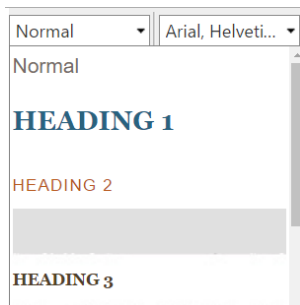 Normal Arial, Helveti...
Normal
HEADING 1
HEADING 2
HEADING 3